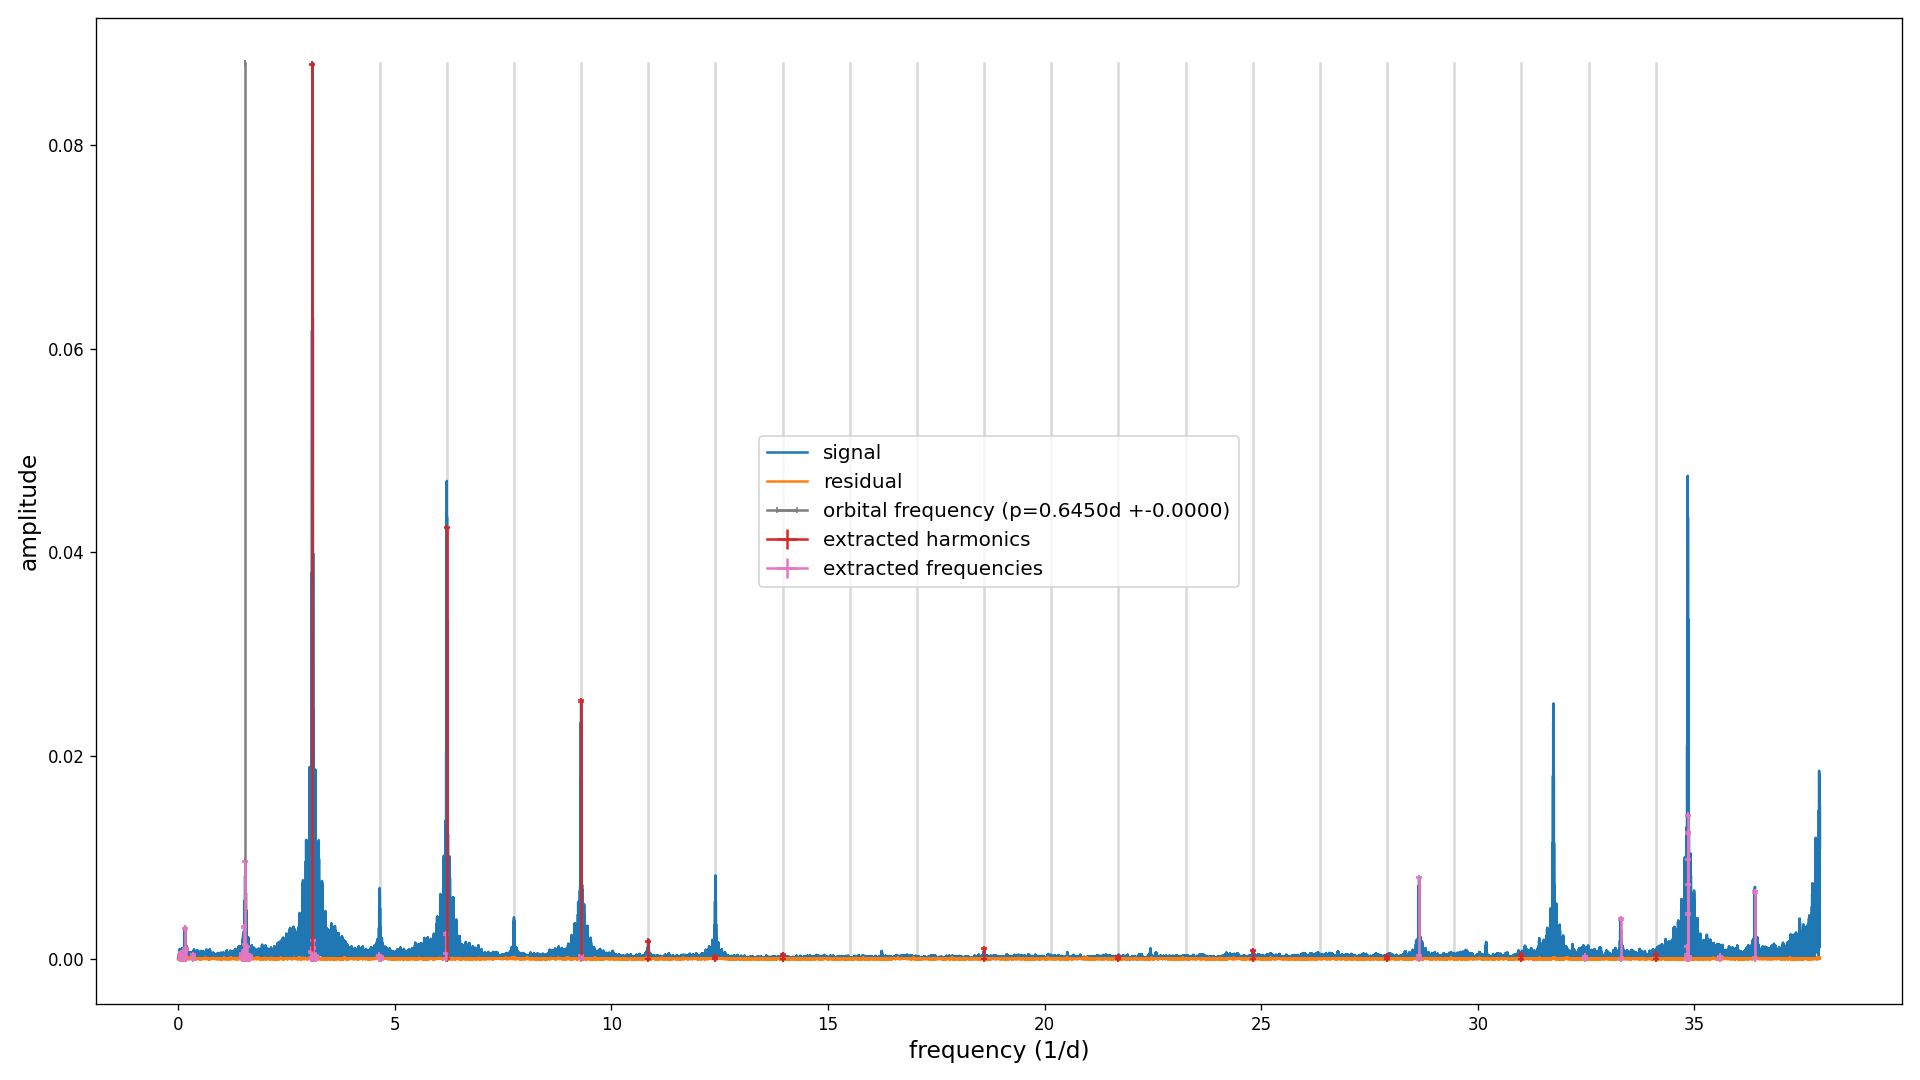 0.08
0.06
0.04
0.02
0.00
amplitude
signal
residual
orbital frequency (p=0.6450d +-0.0000)
extracted harmonics
extracted frequencies
0 5 10 15 20 25 30 35
frequency (1/d)